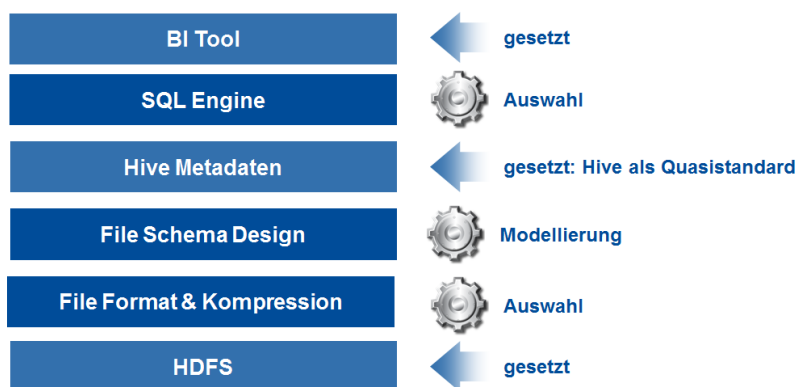 BI Tool gesetzt
SQL Engine Auswahl
Hive Metadaten gesetzt: Hive als Quasistandard
File Schema Design Modellierung
File Format & Kompression Auswahl
HDFS gesetzt